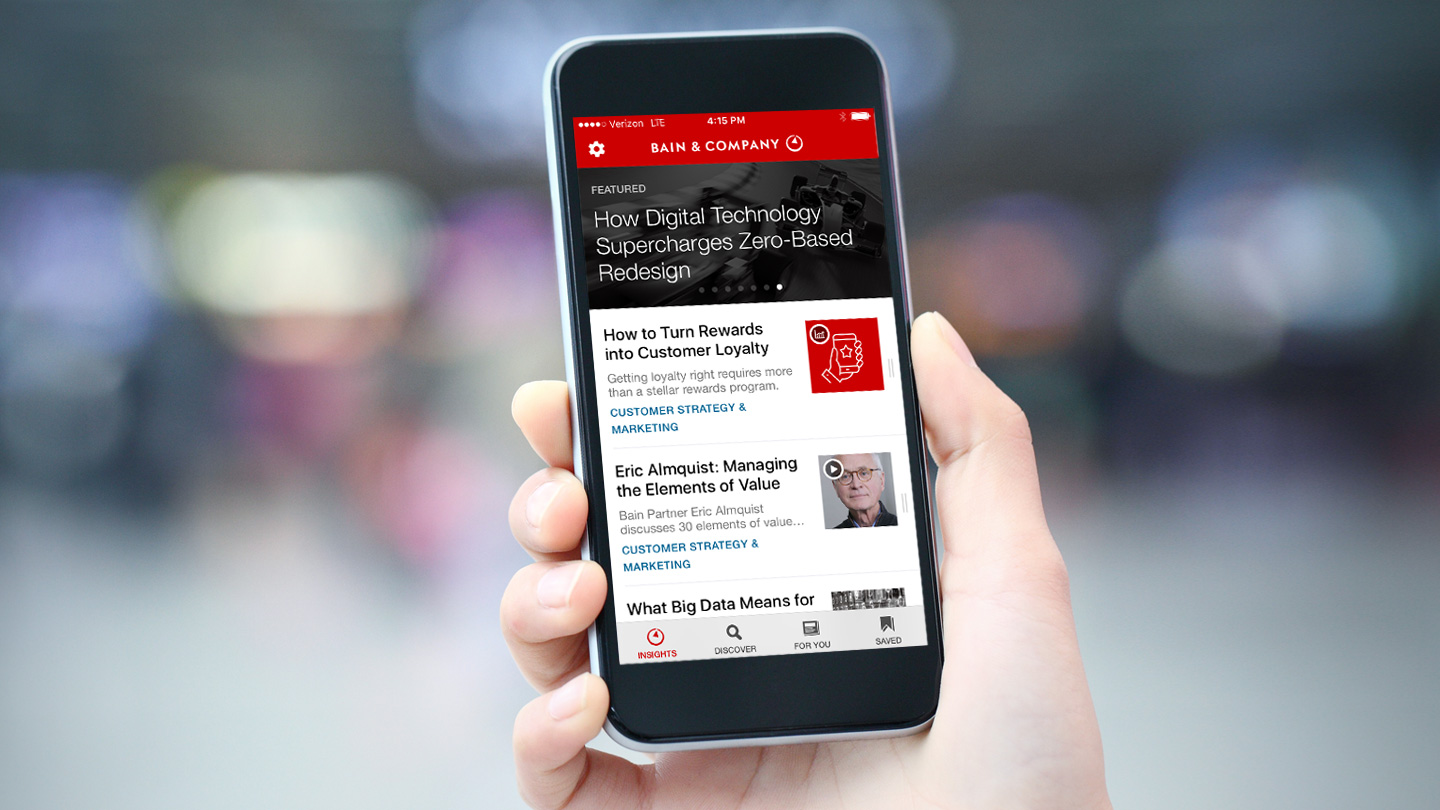 Verizon LTE 4:15 PM
BAIN & COMPANY
FEATURED
How Digital Technology
Supercharges Zero-Based
Redesign
How to Turn Rewards
into Customer Loyalty
Getting loyalty right requires more
than a stellar rewards program.
CUSTOMER STRATEGY &
MARKETING
Eric Almquist: Managing
the Elements of Value
Bain Partner Eric Almquist
discusses 30 elements of value...
CUSTOMER STRATEGY &
MARKETING
What Big Data Means for
INSIGHTS DISCOVER FOR YOU SAVED